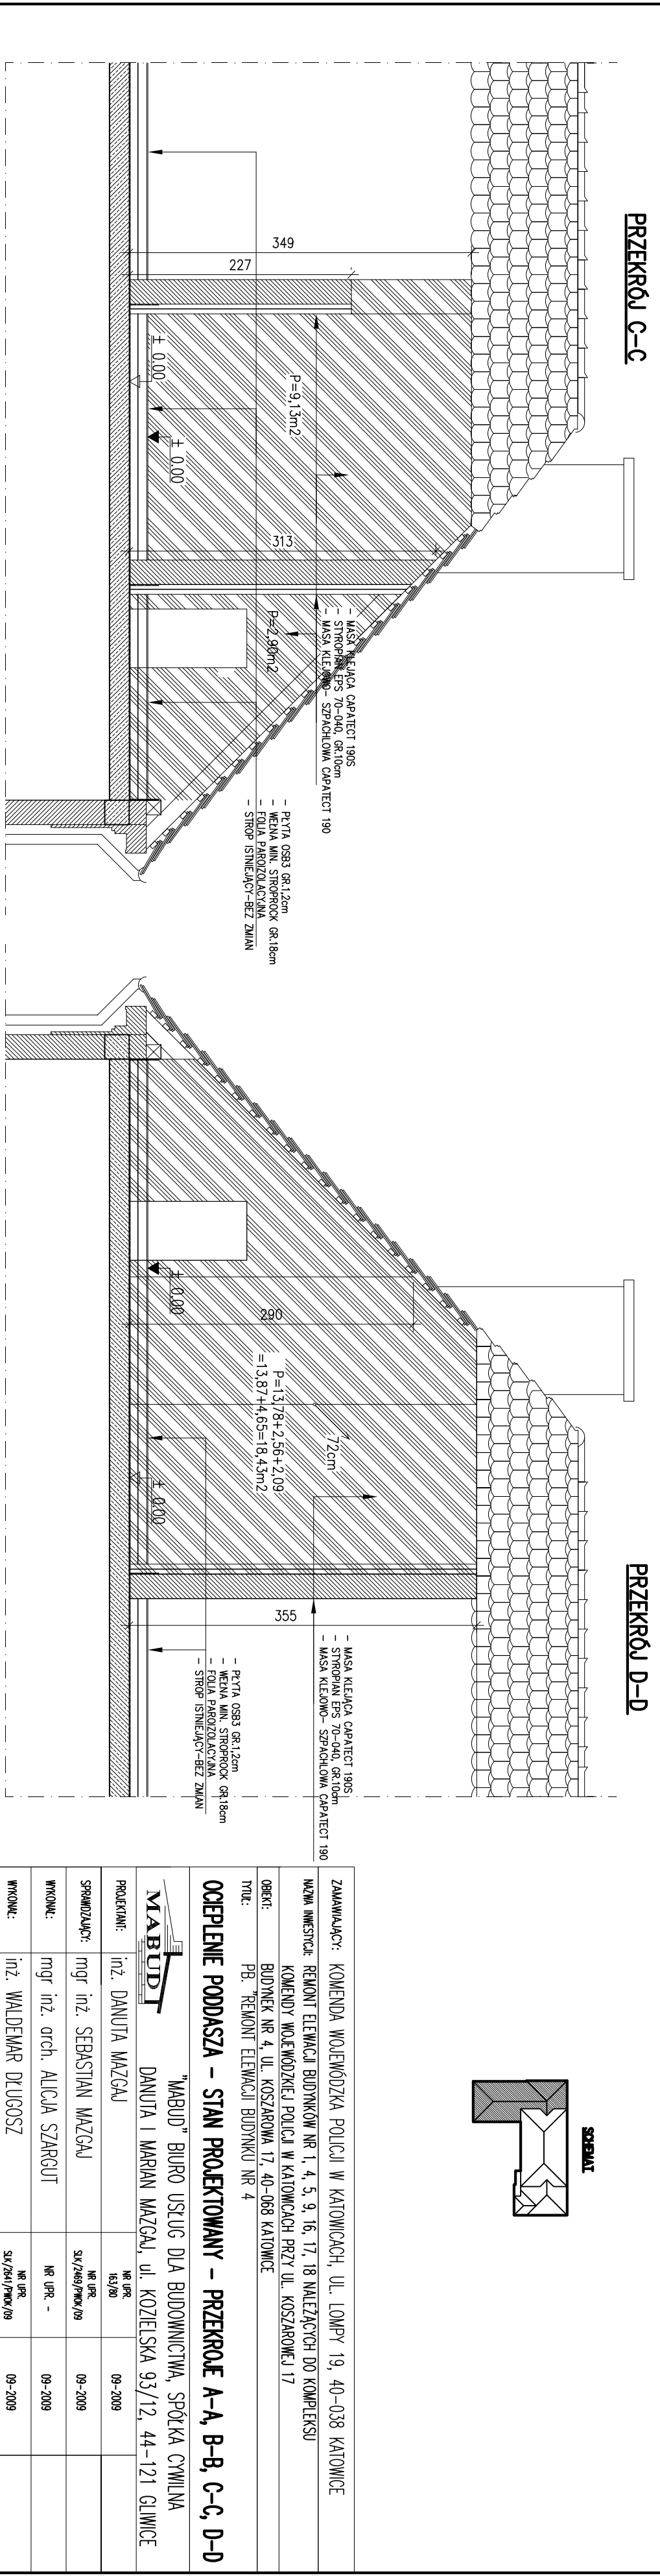 PRZEKRÓJ C-C
349
227
± 0.00
± 0.00
P=9,13m2
313
P=2,90m2
- MASA KLEJĄCA CAPATECT 190S
- STYROPIAN EPS 70-040, GR.10cm
- MASA KLEJOWO- SZPACHLOWA CAPATECT 190
- PŁYTA OSB3 GR.1,2cm
- WEŁNA MIN. STROPROCK GR.18cm
- FOLIA PAROIZOLACYJNA
- STROP ISTNIEJĄCY-BEZ ZMIAN
PRZEKRÓJ D-D
± 0.00
290
P=13,78+2,56+2,09
=13,87+4,65=18,43m2
72cm
± 0.00
355
- MASA KLEJĄCA CAPATECT 190S
- STYROPIAN EPS 70-040, GR.10cm
- MASA KLEJOWO- SZPACHLOWA CAPATECT 190
- PŁYTA OSB3 GR.1,2cm
- WEŁNA MIN. STROPROCK GR.18cm
- FOLIA PAROIZOLACYJNA
- STROP ISTNIEJĄCY-BEZ ZMIAN
SCHEMAT
ZAMAWIAJĄCY: KOMENDA WOJEWÓDZKA POLICJI W KATOWICACH, UL. LOMPY 19, 40-038 KATOWICE
NAZWA INWESTYCJI: REMONT ELEWACJI BUDYNKÓW NR 1, 4, 5, 9, 16, 17, 18 NALEŻĄCYCH DO KOMPLEKSU
KOMENDY WOJEWÓDZKIEJ POLICJI W KATOWICACH PRZY UL. KOSZAROWEJ 17
OBIEKT: BUDYNEK NR 4, UL. KOSZAROWA 17, 40-068 KATOWICE
TYTUŁ: PB. "REMONT ELEWACJI BUDYNKU NR 4
OCIEPLENIE PODDASZA - STAN PROJEKTOWANY - PRZEKROJE A-A, B-B, C-C, D-D
MABUD
"MABUD" BIURO USŁUG DLA BUDOWNICTWA, SPÓŁKA CYWILNA
DANUTA I MARIAN MAZGAJ, ul. KOZIELSKA 93/12, 44-121 GLIWICE
PROJEKTANT: inż. DANUTA MAZGAJ NR UPR. 163/80 09-2009
SPRAWDZAJĄCY: mgr inż. SEBASTIAN MAZGAJ NR UPR. SLK/2469/PWOK/09 09-2009
WYKONAŁ: mgr inż. arch. ALICJA SZARGUT NR UPR. - 09-2009
WYKONAŁ: inż. WALDEMAR DŁUGOSZ NR UPR. SLK/2641/PWOK/09 09-2009